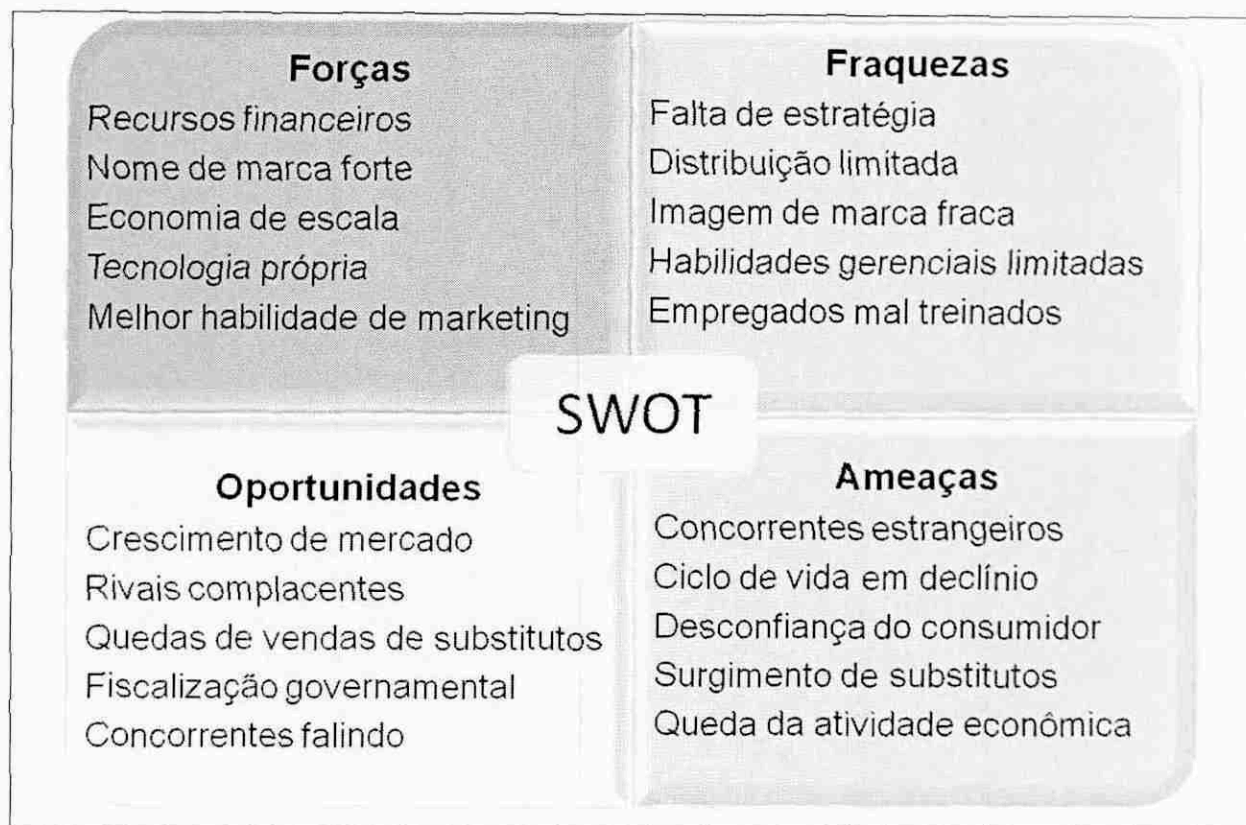 Forças
Recursos financeiros
Nome de marca forte
Economia de escala
Tecnologia própria
Melhor habilidade de marketing
Fraquezas
Falta de estratégia
Distribuição limitada
Imagem de marca fraca
Habilidades gerenciais limitadas
Empregados mal treinados
SWOT
Oportunidades
Crescimento de mercado
Rivais complacentes
Quedas de vendas de substitutos
Fiscalização governamental
Concorrentes falindo
Ameaças
Concorrentes estrangeiros
Ciclo de vida em declínio
Desconfiança do consumidor
Surgimento de substitutos
Queda da atividade econômica